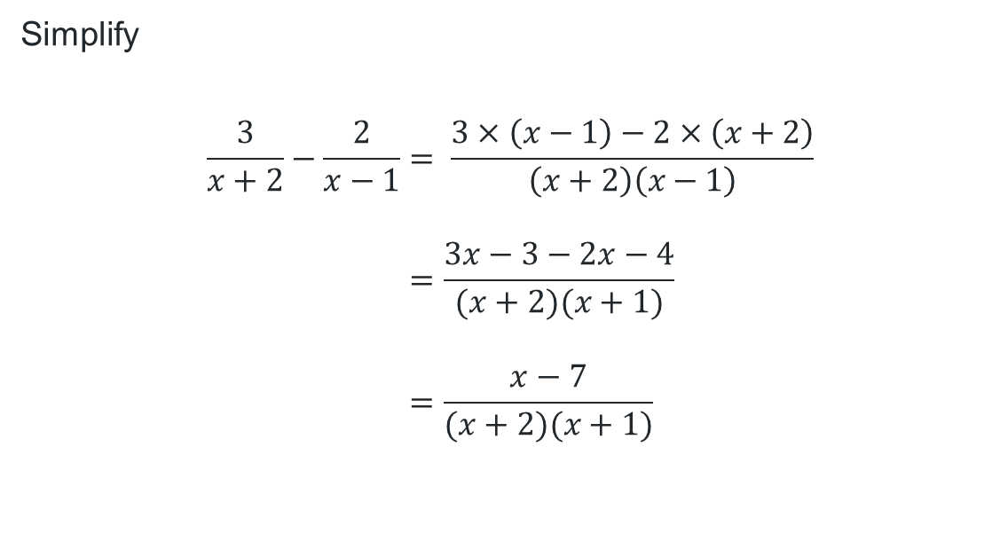 Simplify
3/(x + 2) − 2/(x − 1) = (3 × (x − 1) − 2 × (x + 2))/((x + 2)(x − 1))
= (3x − 3 − 2x − 4)/((x + 2)(x + 1))
= (x − 7)/((x + 2)(x + 1))